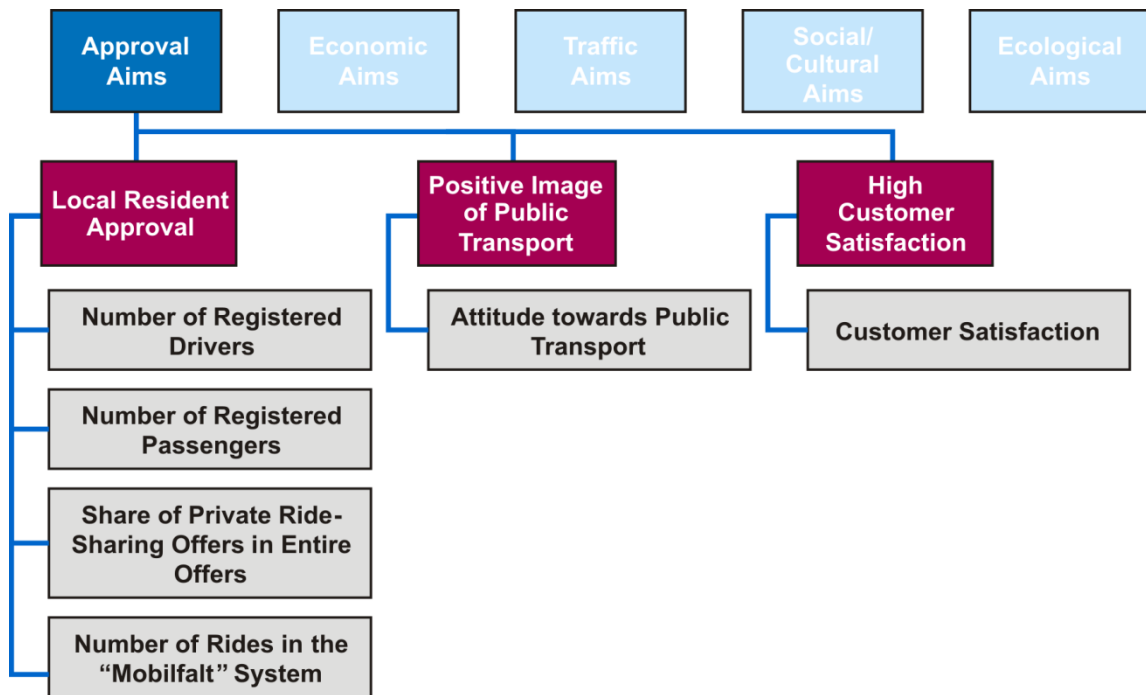 Approval
Aims
Economic
Aims
Traffic
Aims
Social/
Cultural
Aims
Ecological
Aims
Local Resident
Approval
Positive Image
of Public
Transport
High
Customer
Satisfaction
Number of Registered
Drivers
Attitude towards Public
Transport
Customer Satisfaction
Number of Registered
Passengers
Share of Private Ride-
Sharing Offers in Entire
Offers
Number of Rides in the
“Mobilfalt” System